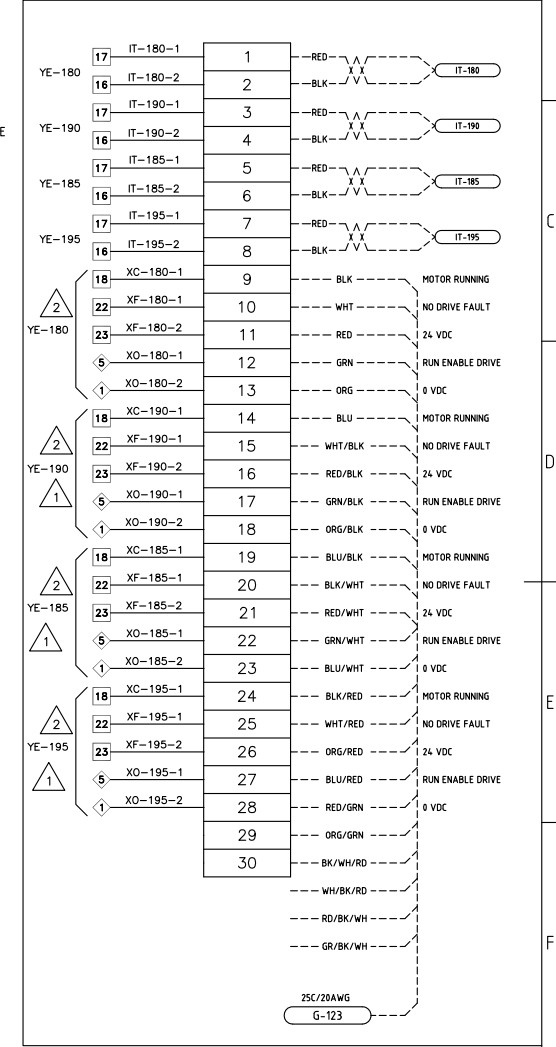 17 IT-180-1 1 RED
YE-180 IT-180
16 IT-180-2 2 BLK
17 IT-190-1 3 RED
E YE-190 IT-190
16 IT-190-2 4 BLK
17 IT-185-1 5 RED
YE-185 IT-185
16 IT-185-2 6 BLK
17 IT-195-1 7 RED
C
YE-195 IT-195
16 IT-195-2 8 BLK
18 XC-180-1 9 BLK MOTOR RUNNING
2
22 XF-180-1 10 WHT NO DRIVE FAULT
YE-180
23 XF-180-2 11 RED 24 VDC
5 XO-180-1 12 GRN RUN ENABLE DRIVE
1 XO-180-2 13 ORG 0 VDC
18 XC-190-1 14 BLU MOTOR RUNNING
2
22 XF-190-1 15 WHT/BLK NO DRIVE FAULT
D
YE-190
23 XF-190-2 16 RED/BLK 24 VDC
1
5 XO-190-1 17 GRN/BLK RUN ENABLE DRIVE
1 XO-190-2 18 ORG/BLK 0 VDC
18 XC-185-1 19 BLU/BLK MOTOR RUNNING
2
22 XF-185-1 20 BLK/WHT NO DRIVE FAULT
YE-185
23 XF-185-2 21 RED/WHT 24 VDC
1
5 XO-185-1 22 GRN/WHT RUN ENABLE DRIVE
1 XO-185-2 23 BLU/WHT 0 VDC
18 XC-195-1 24 BLK/RED MOTOR RUNNING
E
2
22 XF-195-1 25 WHT/RED NO DRIVE FAULT
YE-195
23 XF-195-2 26 ORG/RED 24 VDC
1
5 XO-195-1 27 BLU/RED RUN ENABLE DRIVE
1 XO-195-2 28 RED/GRN 0 VDC
29 ORG/GRN
30 BK/WH/RD
WH/BK/RD
RD/BK/WH
GR/BK/WH
F
25C/20AWG
G-123